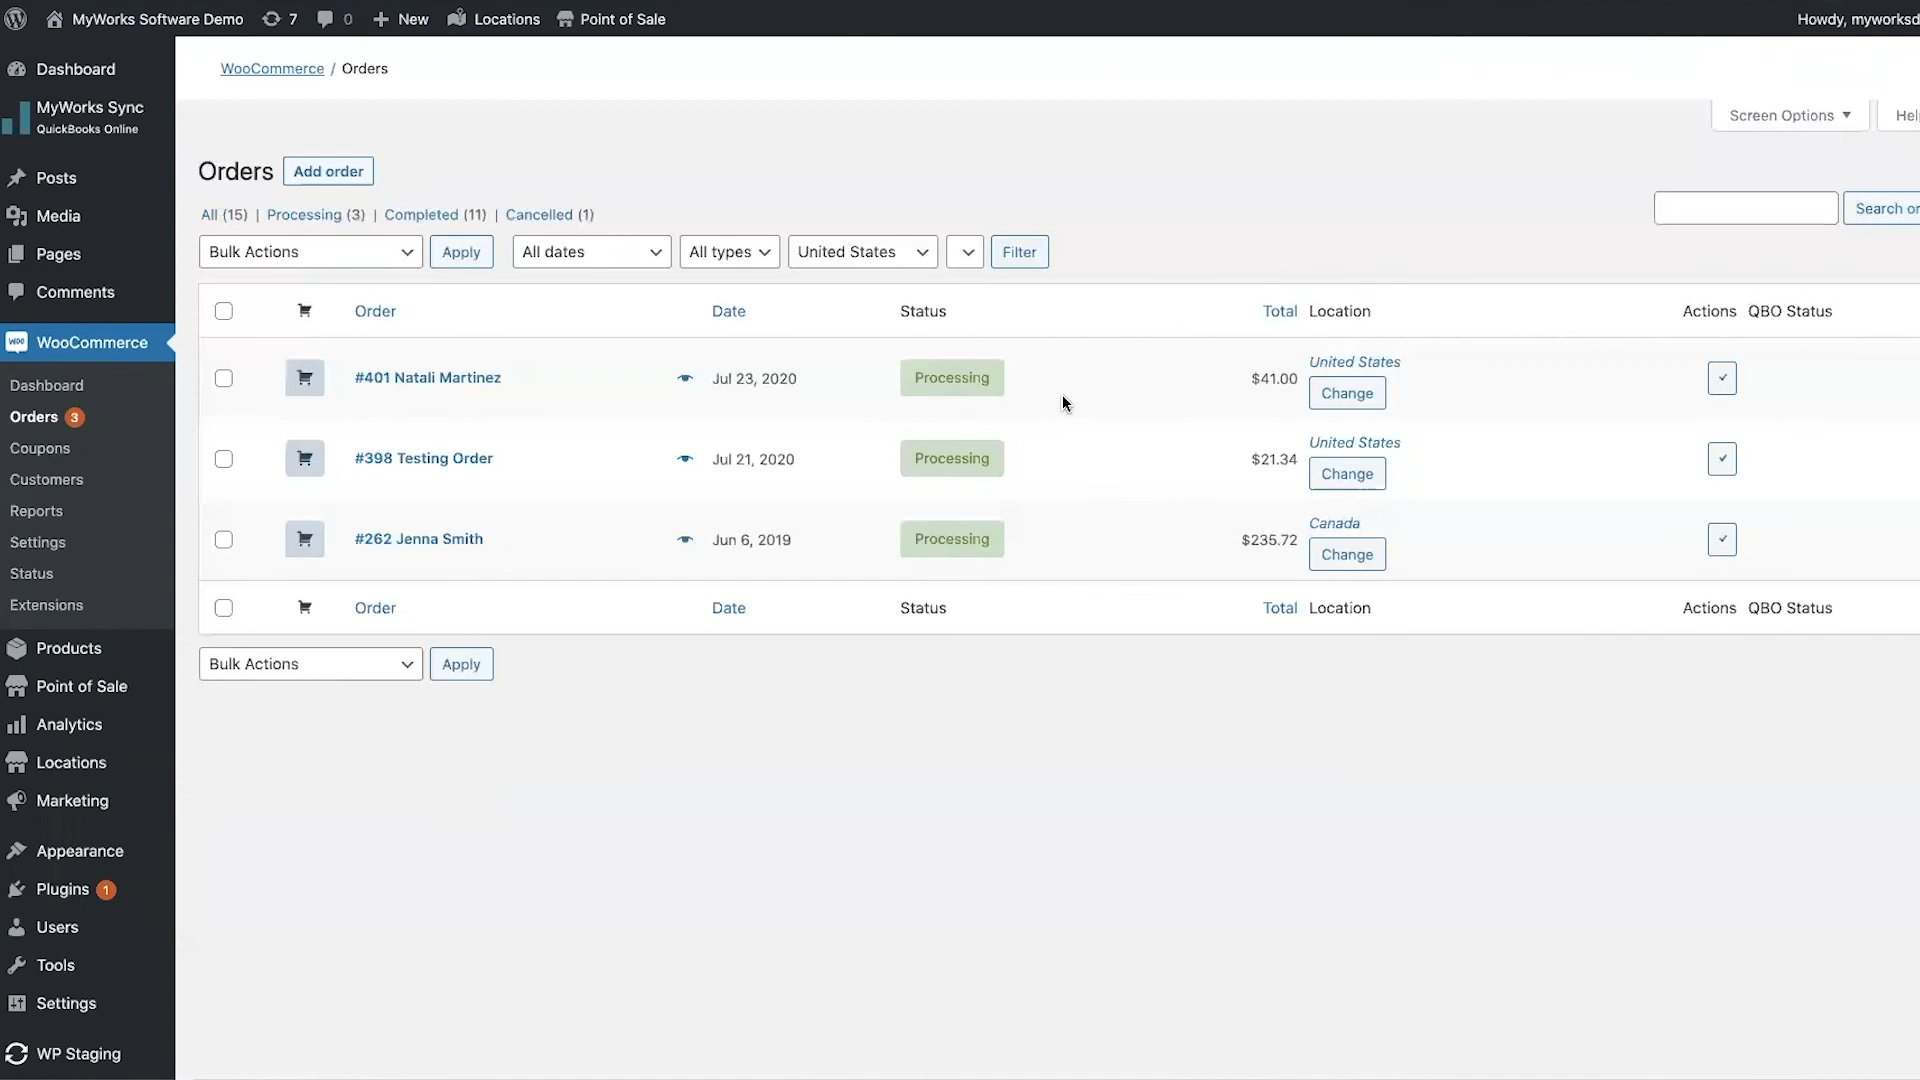 MyWorks Software Demo 7 0 New Locations Point of Sale Howdy, myworksd
Dashboard
MyWorks Sync
QuickBooks Online
Posts
Media
Pages
Comments
WooCommerce
Dashboard
Orders 3
Coupons
Customers
Reports
Settings
Status
Extensions
Products
Point of Sale
Analytics
Locations
Marketing
Appearance
Plugins 1
Users
Tools
Settings
WP Staging
WooCommerce / Orders
Screen Options ▼ Help
Orders Add order
All (15) | Processing (3) | Completed (11) | Cancelled (1)
Search or
Bulk Actions Apply All dates All types United States Filter
Order Date Status Total Location Actions QBO Status
#401 Natali Martinez Jul 23, 2020 Processing $41.00 United States
Change
#398 Testing Order Jul 21, 2020 Processing $21.34 United States
Change
#262 Jenna Smith Jun 6, 2019 Processing $235.72 Canada
Change
Order Date Status Total Location Actions QBO Status
Bulk Actions Apply